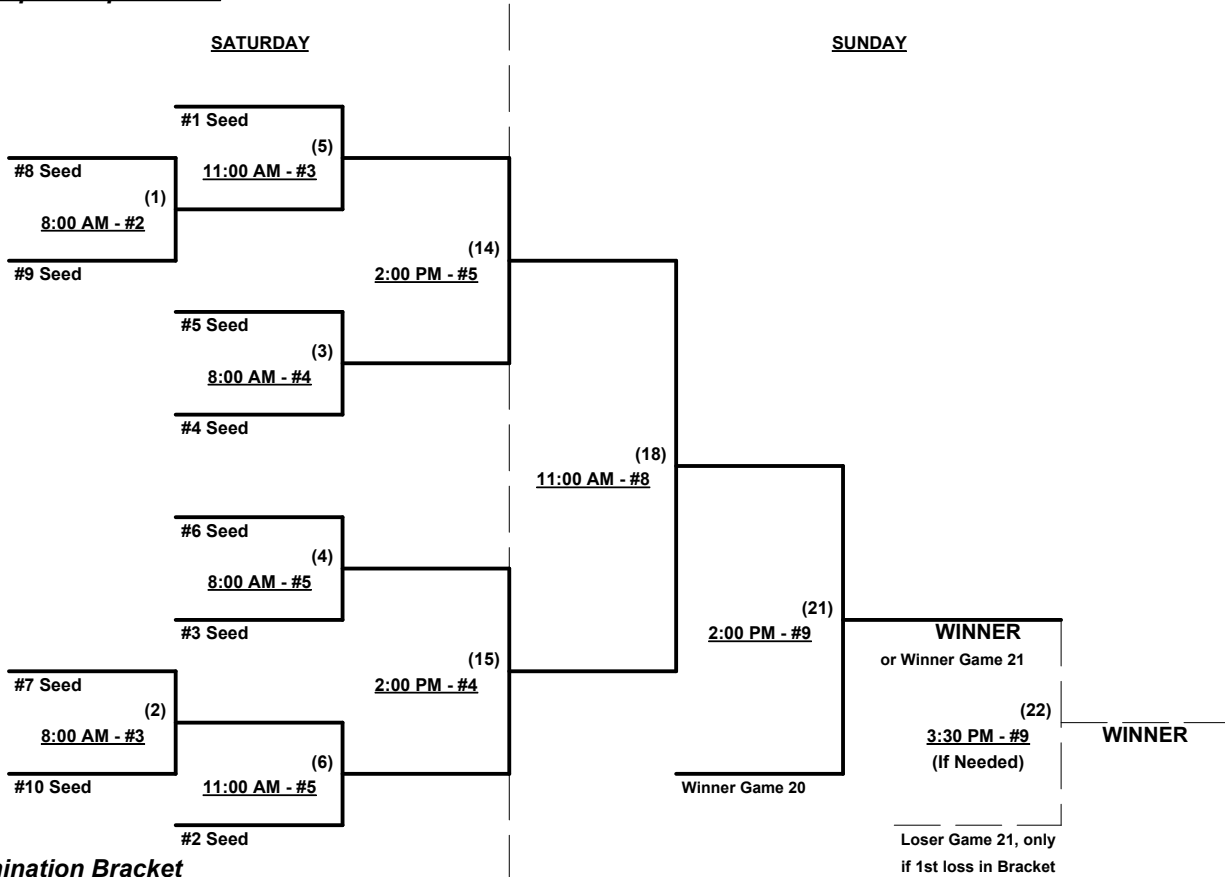 SATURDAY
SUNDAY
#1 Seed
(5)
11:00 AM - #3
#8 Seed
(1)
8:00 AM - #2
#9 Seed
(14)
2:00 PM - #5
#5 Seed
(3)
8:00 AM - #4
#4 Seed
(18)
11:00 AM - #8
#6 Seed
(4)
8:00 AM - #5
#3 Seed
(21)
2:00 PM - #9
WINNER
or Winner Game 21
(15)
2:00 PM - #4
#7 Seed
(2)
8:00 AM - #3
#10 Seed
(22)
3:30 PM - #9
(If Needed)
WINNER
(6)
11:00 AM - #5
#2 Seed
Winner Game 20
Loser Game 21, only
if 1st loss in Bracket
Bracket